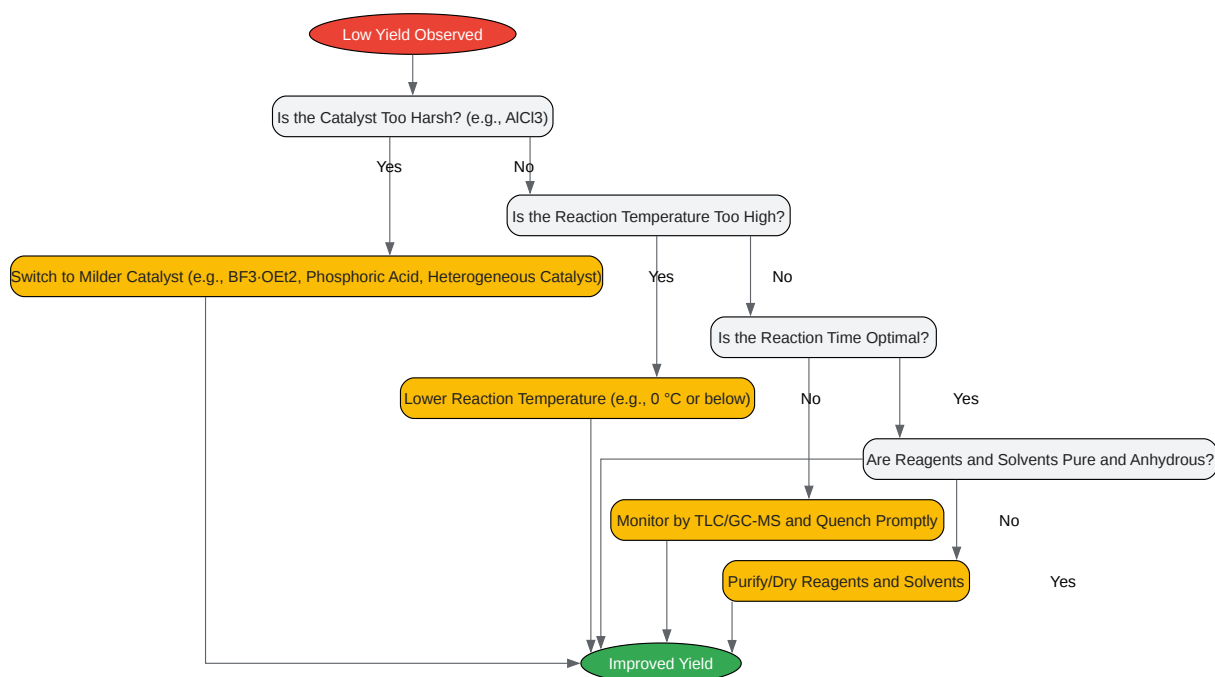 Low Yield Observed
Is the Catalyst Too Harsh? (e.g., AlCl3)
Yes
No
Is the Reaction Temperature Too High?
Switch to Milder Catalyst (e.g., BF3·OEt2, Phosphoric Acid, Heterogeneous Catalyst)
Yes
No
Is the Reaction Time Optimal?
Lower Reaction Temperature (e.g., 0 °C or below)
No
Yes
Are Reagents and Solvents Pure and Anhydrous?
Monitor by TLC/GC-MS and Quench Promptly
No
Purify/Dry Reagents and Solvents
Yes
Improved Yield